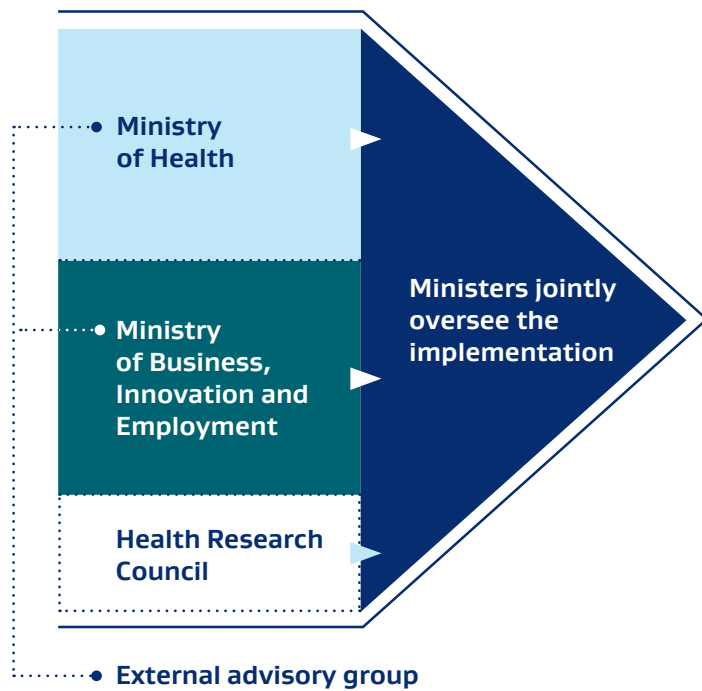 Ministry
of Health
Ministry
of Business,
Innovation and
Employment
Health Research
Council
Ministers jointly
oversee the
implementation
External advisory group